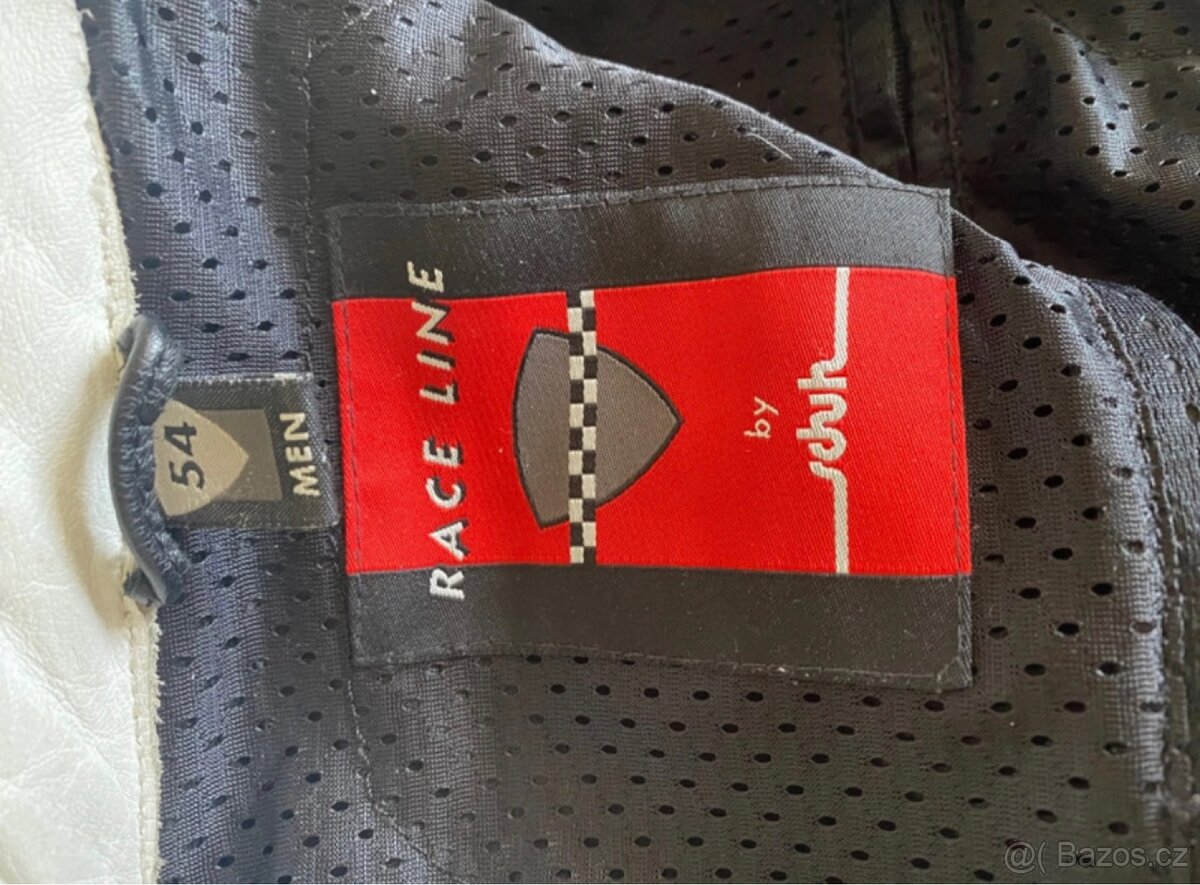 54
MEN
RACE LINE
by
schuh
@( Bazos.cz